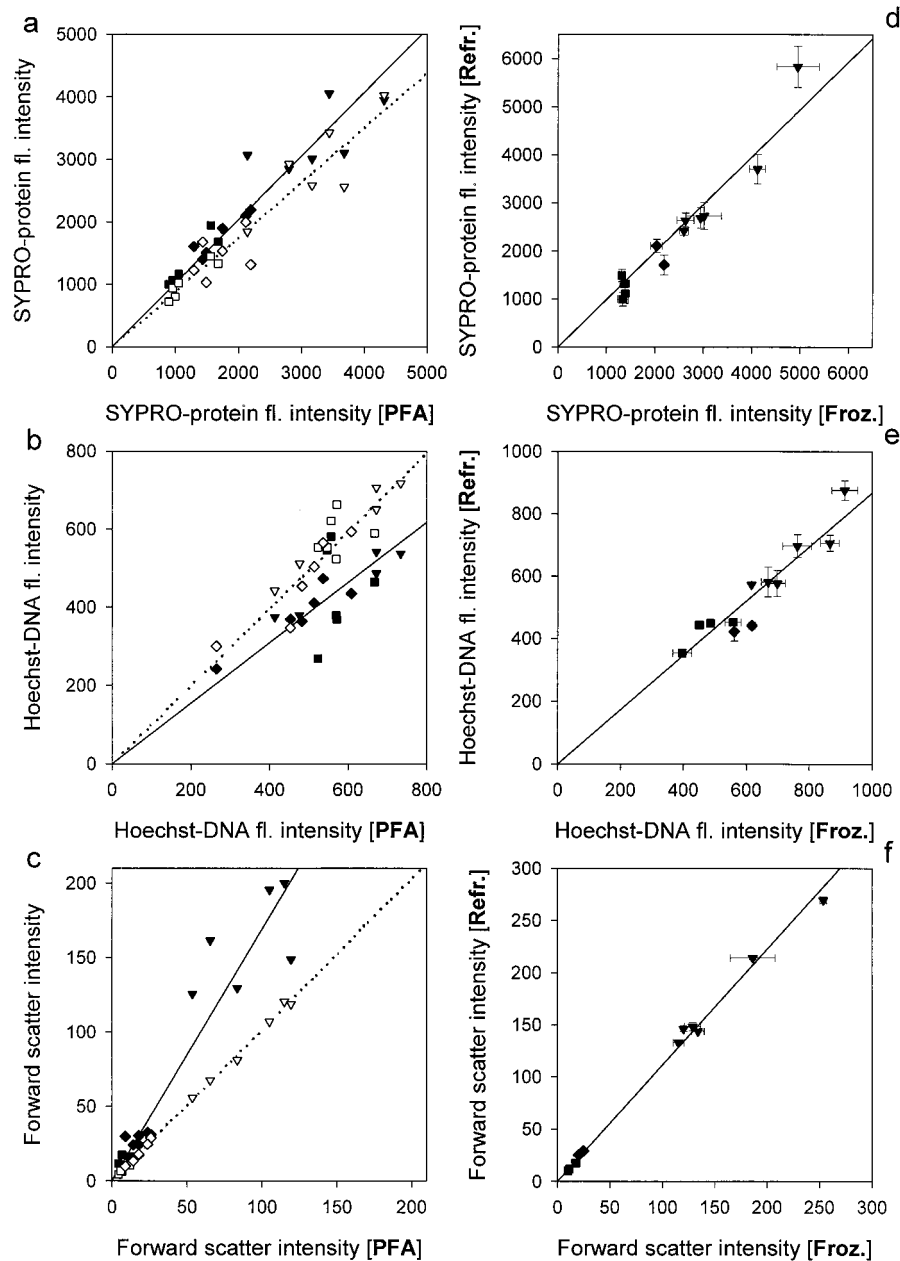 a
SYPRO-protein fl. intensity
5000
4000
3000
2000
1000
0
0 1000 2000 3000 4000 5000
SYPRO-protein fl. intensity [PFA]
d
SYPRO-protein fl. intensity [Refr.]
6000
5000
4000
3000
2000
1000
0
0 1000 2000 3000 4000 5000 6000
SYPRO-protein fl. intensity [Froz.]
b
Hoechst-DNA fl. intensity
800
600
400
200
0
0 200 400 600 800
Hoechst-DNA fl. intensity [PFA]
e
Hoechst-DNA fl. intensity [Refr.]
1000
800
600
400
200
0
0 200 400 600 800 1000
Hoechst-DNA fl. intensity [Froz.]
c
Forward scatter intensity
200
150
100
50
0
0 50 100 150 200
Forward scatter intensity [PFA]
f
Forward scatter intensity [Refr.]
300
250
200
150
100
50
0
0 50 100 150 200 250 300
Forward scatter intensity [Froz.]